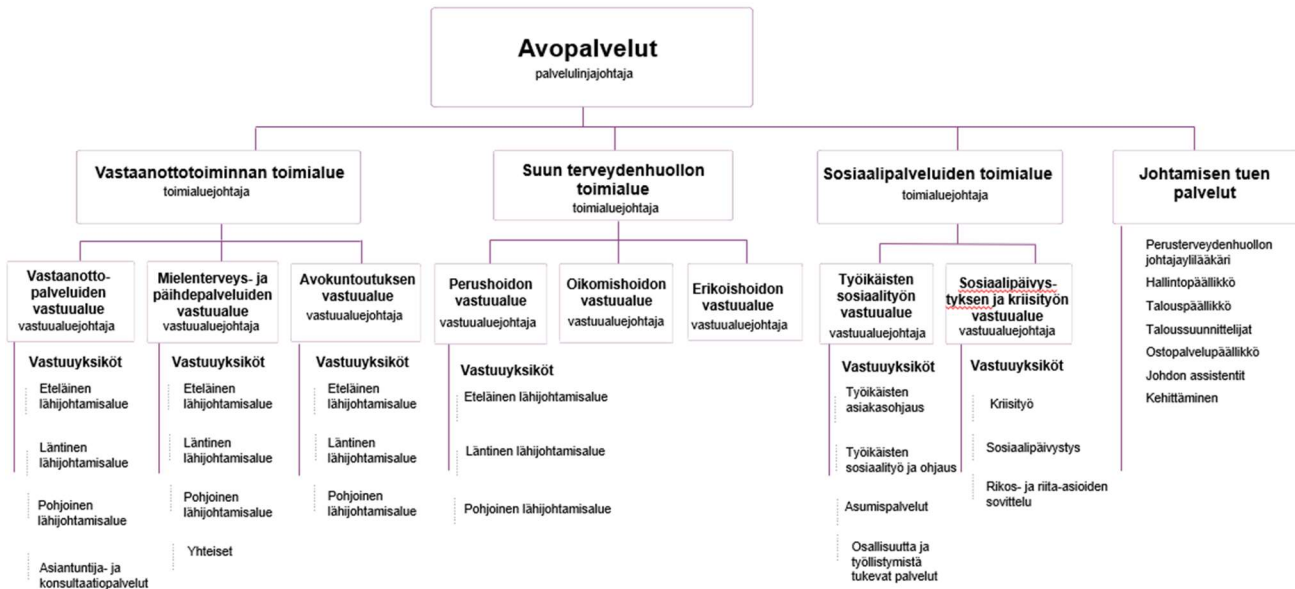 Avopalvelut
palvelulinjajohtaja
Vastaanottotoiminnan toimialue
toimialuejohtaja
Suun terveydenhuollon
toimialue
toimialuejohtaja
Sosiaalipalveluiden toimialue
toimialuejohtaja
Johtamisen tuen
palvelut
Vastaanotto-
palveluiden
vastuualue
vastuualuejohtaja
Mielenterveys- ja
päihdepalveluiden
vastuualue
vastuualuejohtaja
Avokuntoutuksen
vastuualue
vastuualuejohtaja
Perushoidon
vastuualue
vastuualuejohtaja
Oikomishoidon
vastuualue
vastuualuejohtaja
Erikoishoidon
vastuualue
vastuualuejohtaja
Työikäisten
sosiaalityön
vastuualue
vastuualuejohtaja
Sosiaalipäivys-
tyksen ja kriisityön
vastuualue
vastuualuejohtaja
Perusterveydenhuollon
johtajaylilääkäri
Hallintopäällikkö
Talouspäällikkö
Taloussuunnittelijat
Ostopalvelupäällikkö
Johdon assistentit
Kehittäminen
Vastuuyksiköt
Eteläinen
lähijohtamisalue
Läntinen
lähijohtamisalue
Pohjoinen
lähijohtamisalue
Asiantuntija- ja
konsultaatiopalvelut
Vastuuyksiköt
Eteläinen
lähijohtamisalue
Läntinen
lähijohtamisalue
Pohjoinen
lähijohtamisalue
Yhteiset
Vastuuyksiköt
Eteläinen
lähijohtamisalue
Läntinen
lähijohtamisalue
Pohjoinen
lähijohtamisalue
Vastuuyksiköt
Eteläinen lähijohtamisalue
Läntinen lähijohtamisalue
Pohjoinen lähijohtamisalue
Vastuuyksiköt
Työikäisten
asiakasohjaus
Työikäisten
sosiaalityö ja ohjaus
Asumispalvelut
Osallisuutta ja
työllistymistä
tukevat palvelut
Vastuuyksiköt
Kriisityö
Sosiaalipäivystys
Rikos- ja riita-asioiden
sovittelu